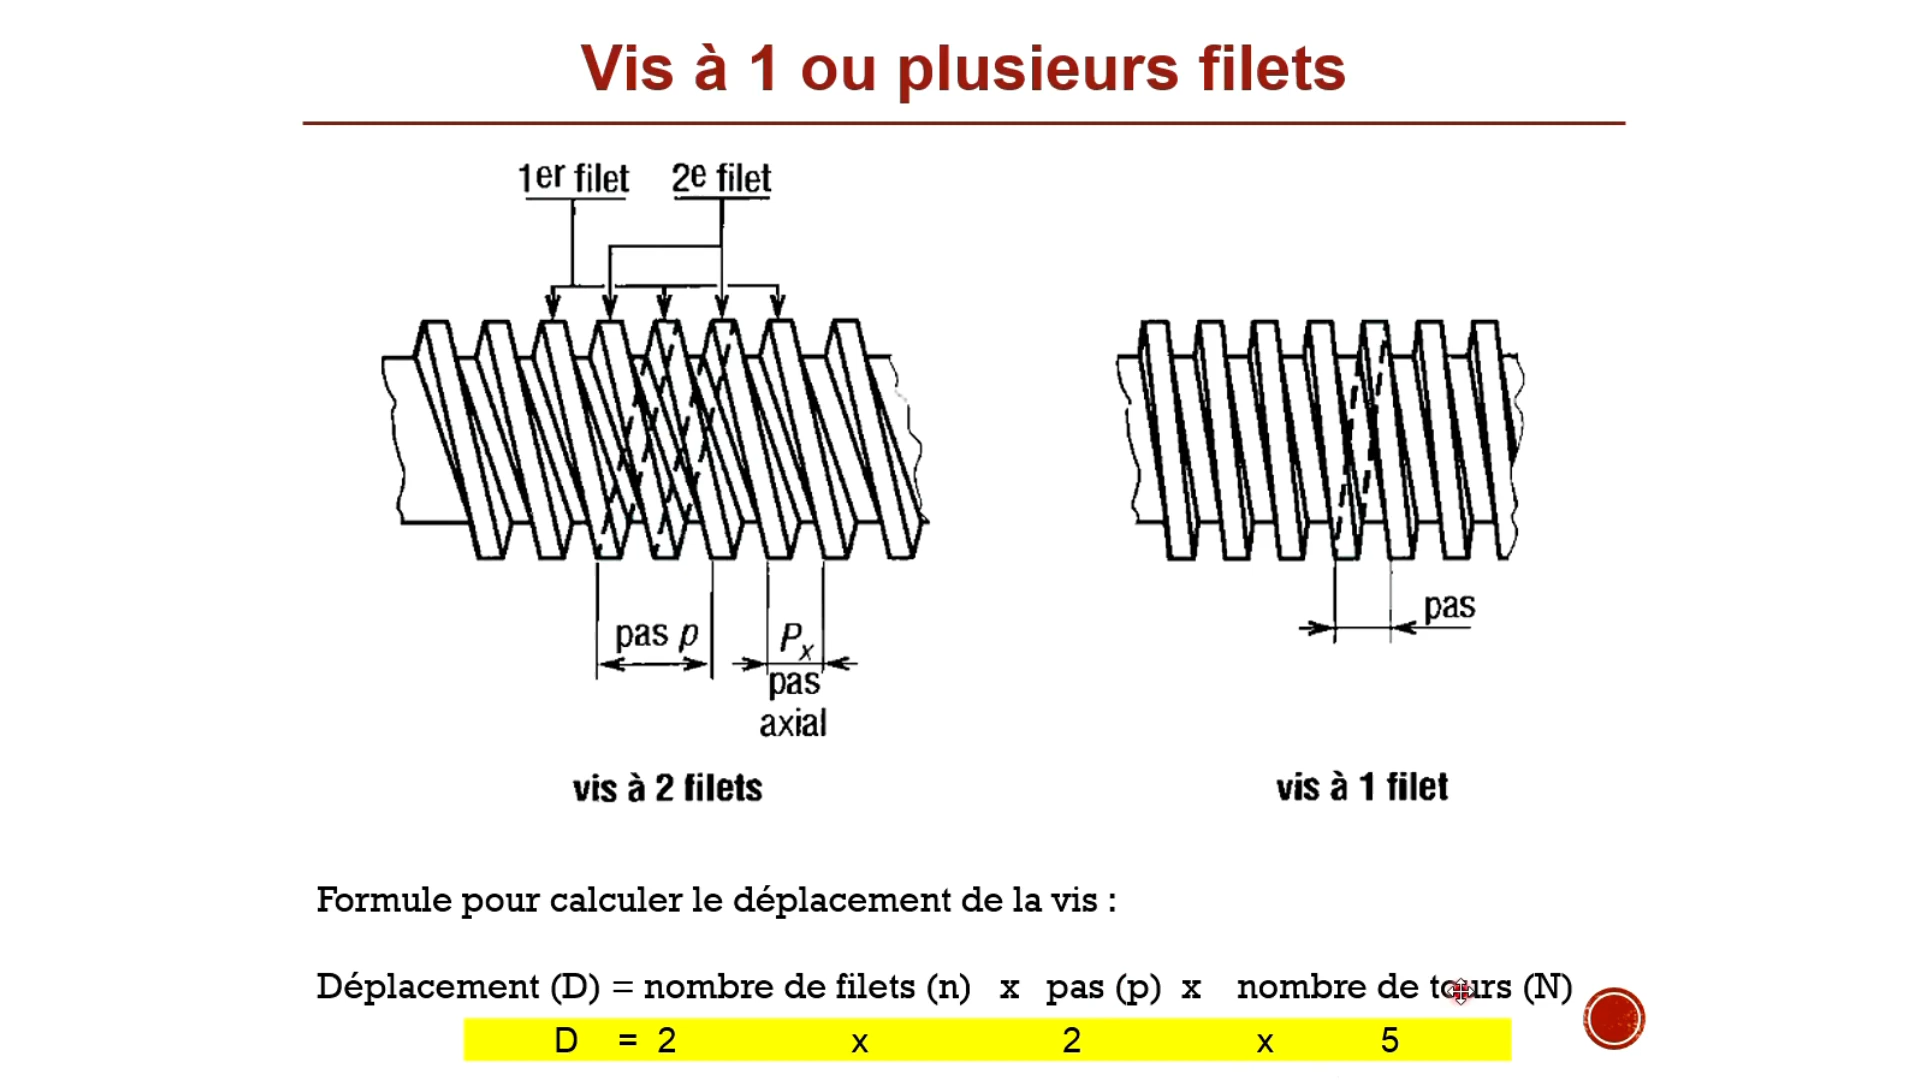 Vis à 1 ou plusieurs filets
1er filet 2e filet
pas p
Px
pas
axial
pas
vis à 2 filets
vis à 1 filet
Formule pour calculer le déplacement de la vis :
Déplacement (D) = nombre de filets (n) x pas (p) x nombre de tours (N)
D = 2 x 2 x 5